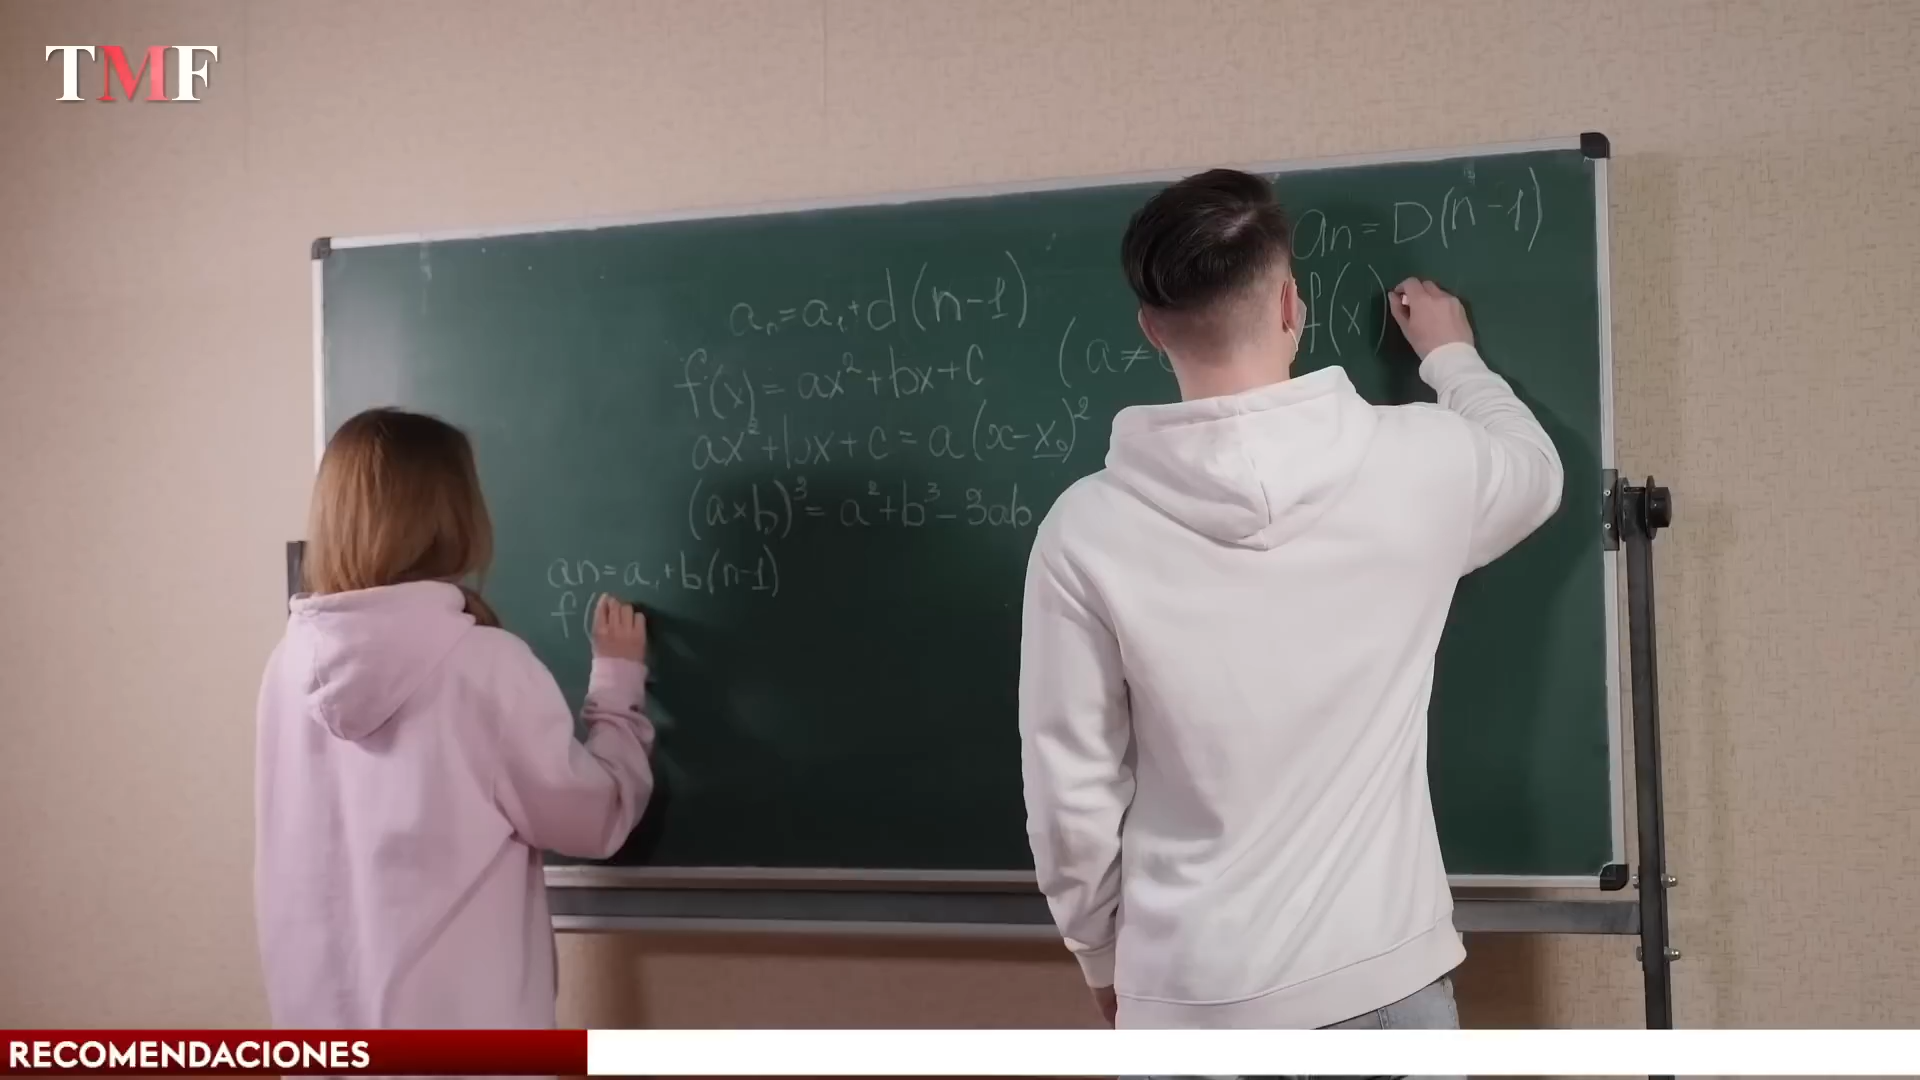 TMF
an = D(n-1)
f(x)
aₙ = a₁ + d(n-1)
f(x) = ax² + bx + c (a ≠
ax² + bx + c = a(x - x₀)²
(a×b)³ = a² + b³ - 3ab
an = a₁ + b(n-1)
f(
RECOMENDACIONES